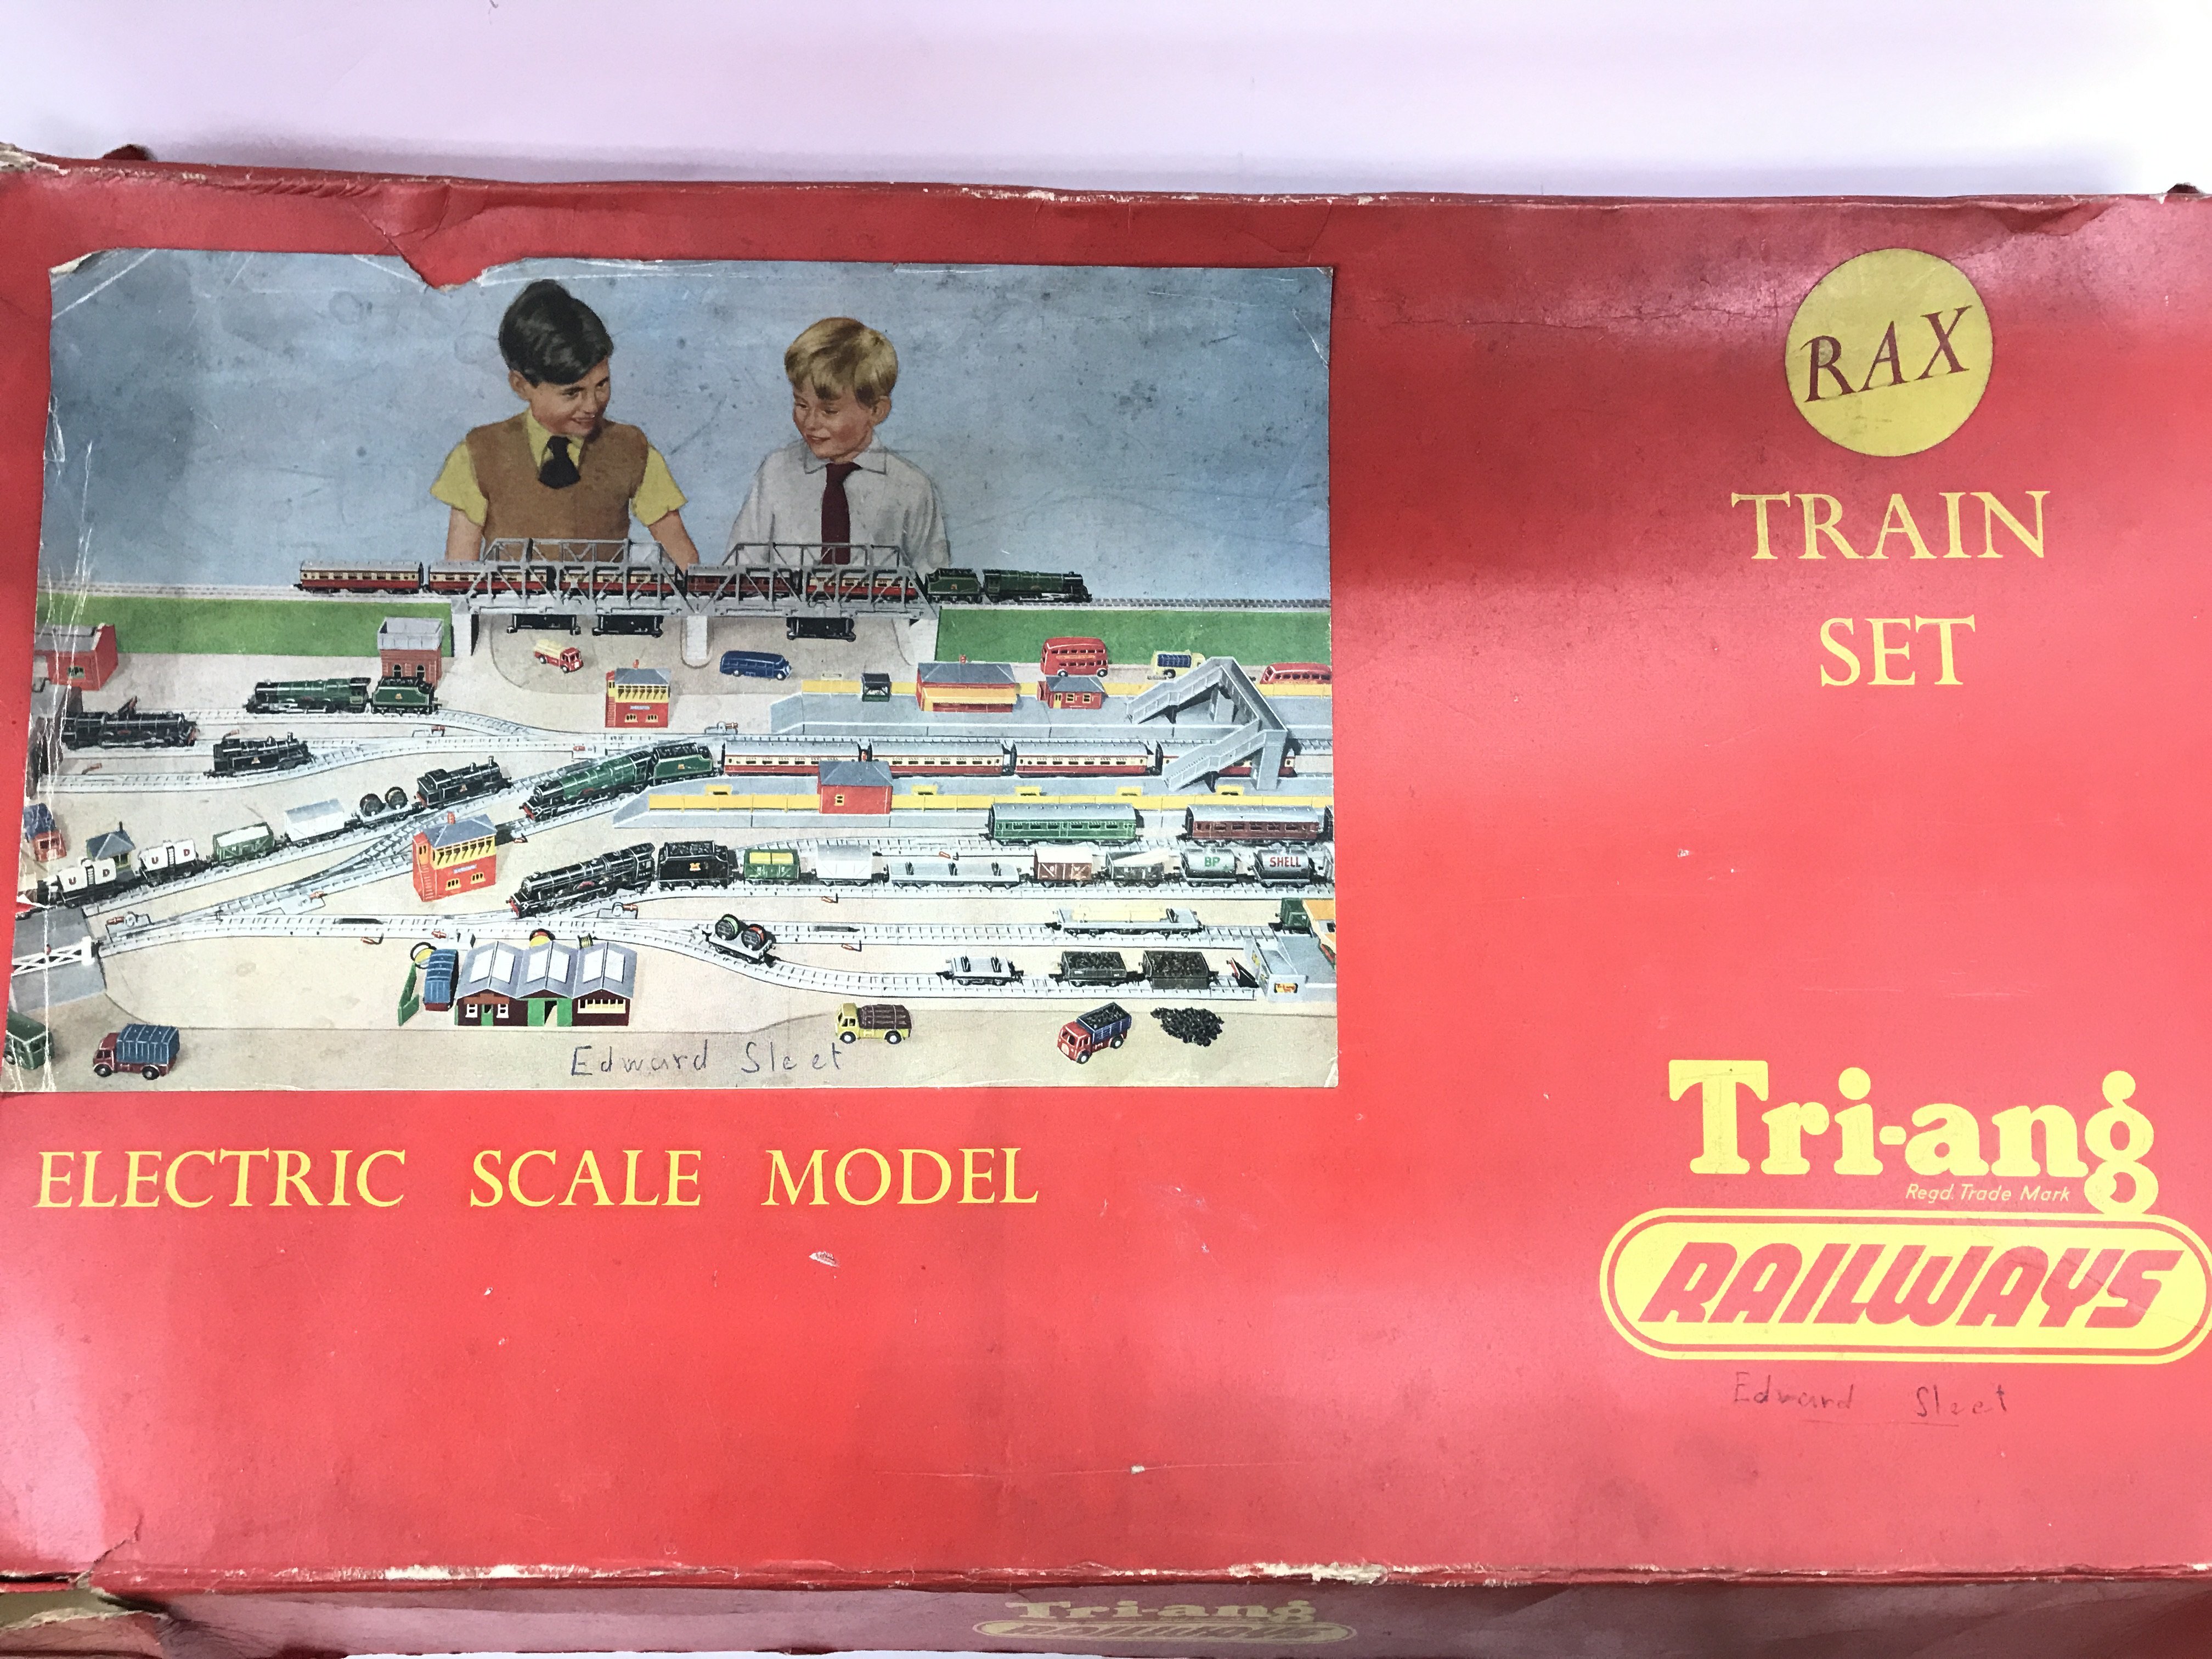 RAX
TRAIN
SET
U D
U D
BP
SHELL
Edward Sleet
ELECTRIC SCALE MODEL
Tri-ang
Regd. Trade Mark
RAILWAYS
Edward Sleet
Tri-ang
RAILWAYS